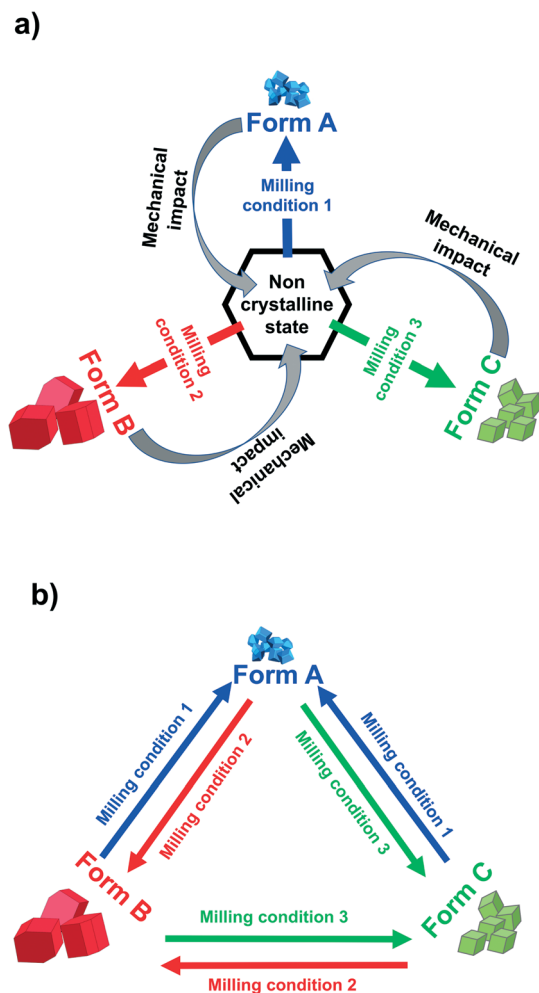 a)
Form A
Mechanical
impact
Milling
condition 1
Mechanical
impact
Non
crystalline
state
Milling
condition 2
Milling
condition 3
Form B
Form C
Mechanical
impact
b)
Form A
Milling condition 1
Milling condition 2
Milling condition 3
Milling condition 1
Form B
Form C
Milling condition 3
Milling condition 2